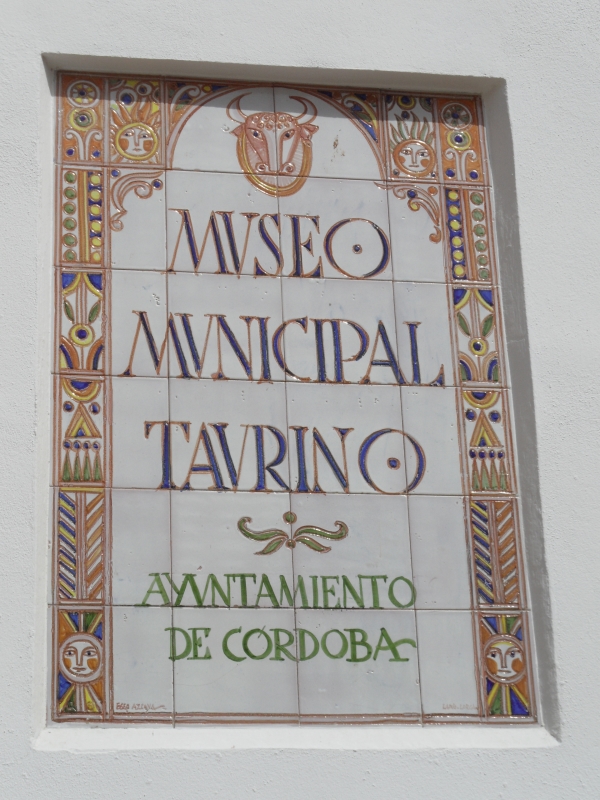 MVSEO
MVNICIPAL
TAVRINO
AYVNTAMIENTO
DE CORDOBA